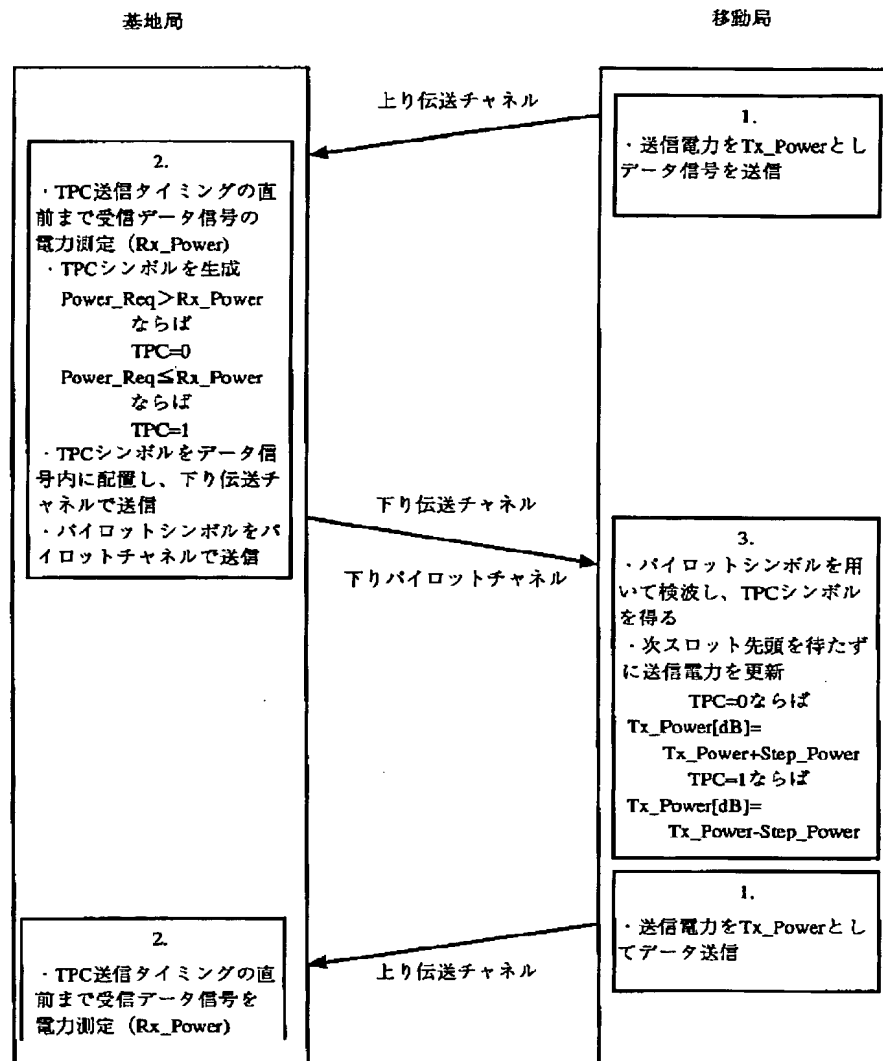 基地局
移動局
上り伝送チャネル
1.
・送信電力をTx_Powerとし
データ信号を送信
2.
・TPC送信タイミングの直
前まで受信データ信号の
電力測定（Rx_Power)
・TPCシンボルを生成
Power_Req＞Rx_Power
ならば
TPC=0
Power_Req≦Rx_Power
ならば
TPC=1
・TPCシンボルをデータ信
号内に配置し、下り伝送チ
ャネルで送信
・パイロットシンボルをパ
イロットチャネルで送信
下り伝送チャネル
下りパイロットチャネル
3.
・パイロットシンボルを用
いて検波し、TPCシンボル
を得る
・次スロット先頭を待たず
に送信電力を更新
TPC=0ならば
Tx_Power[dB]=
Tx_Power+Step_Power
TPC=1ならば
Tx_Power[dB]=
Tx_Power-Step_Power
1.
・送信電力をTx_Powerとし
てデータ送信
上り伝送チャネル
2.
・TPC送信タイミングの直
前まで受信データ信号を
電力測定（Rx_Power)